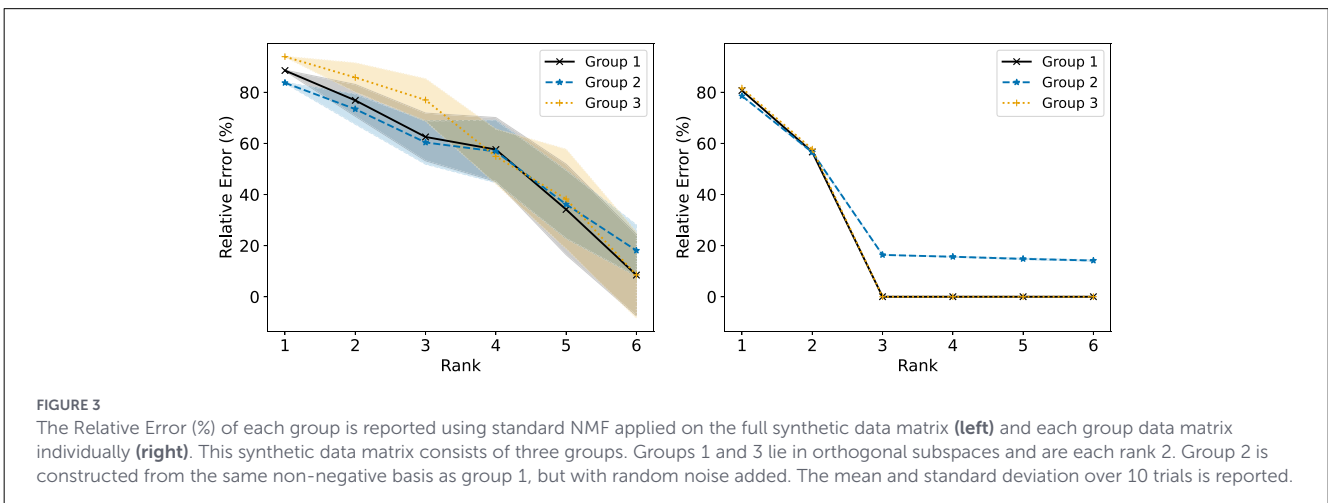 Group 1
Group 2
Group 3
Relative Error (%)
80
60
40
20
0
1 2 3 4 5 6
Rank
Group 1
Group 2
Group 3
Relative Error (%)
80
60
40
20
0
1 2 3 4 5 6
Rank
FIGURE 3
The Relative Error (%) of each group is reported using standard NMF applied on the full synthetic data matrix (left) and each group data matrix
individually (right). This synthetic data matrix consists of three groups. Groups 1 and 3 lie in orthogonal subspaces and are each rank 2. Group 2 is
constructed from the same non-negative basis as group 1, but with random noise added. The mean and standard deviation over 10 trials is reported.